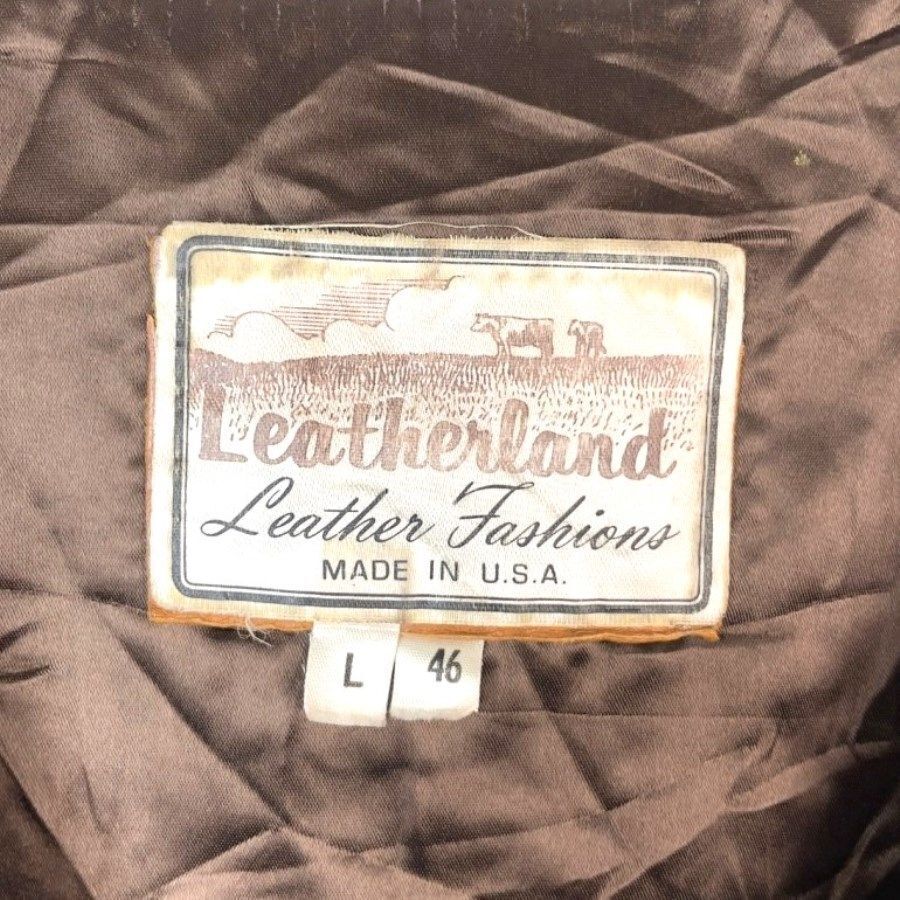 Leatherland
Leather Fashions
MADE IN U.S.A.
L 46